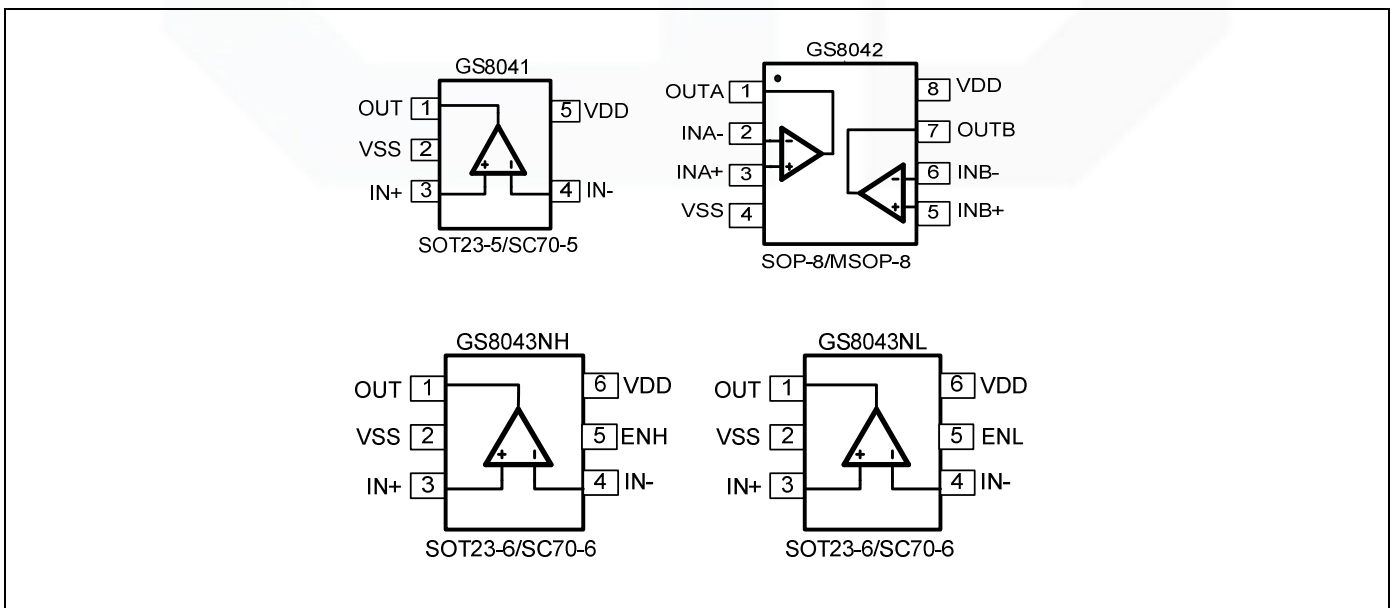 GS8041
OUT 1
5 VDD
VSS 2
IN+ 3
4 IN-
+ -
SOT23-5/SC70-5
GS8042
OUTA 1
8 VDD
INA- 2
7 OUTB
INA+ 3
6 INB-
VSS 4
5 INB+
-
+
-
+
SOP-8/MSOP-8
GS8043NH
OUT 1
6 VDD
VSS 2
5 ENH
IN+ 3
4 IN-
+ -
SOT23-6/SC70-6
GS8043NL
OUT 1
6 VDD
VSS 2
5 ENL
IN+ 3
4 IN-
+ -
SOT23-6/SC70-6